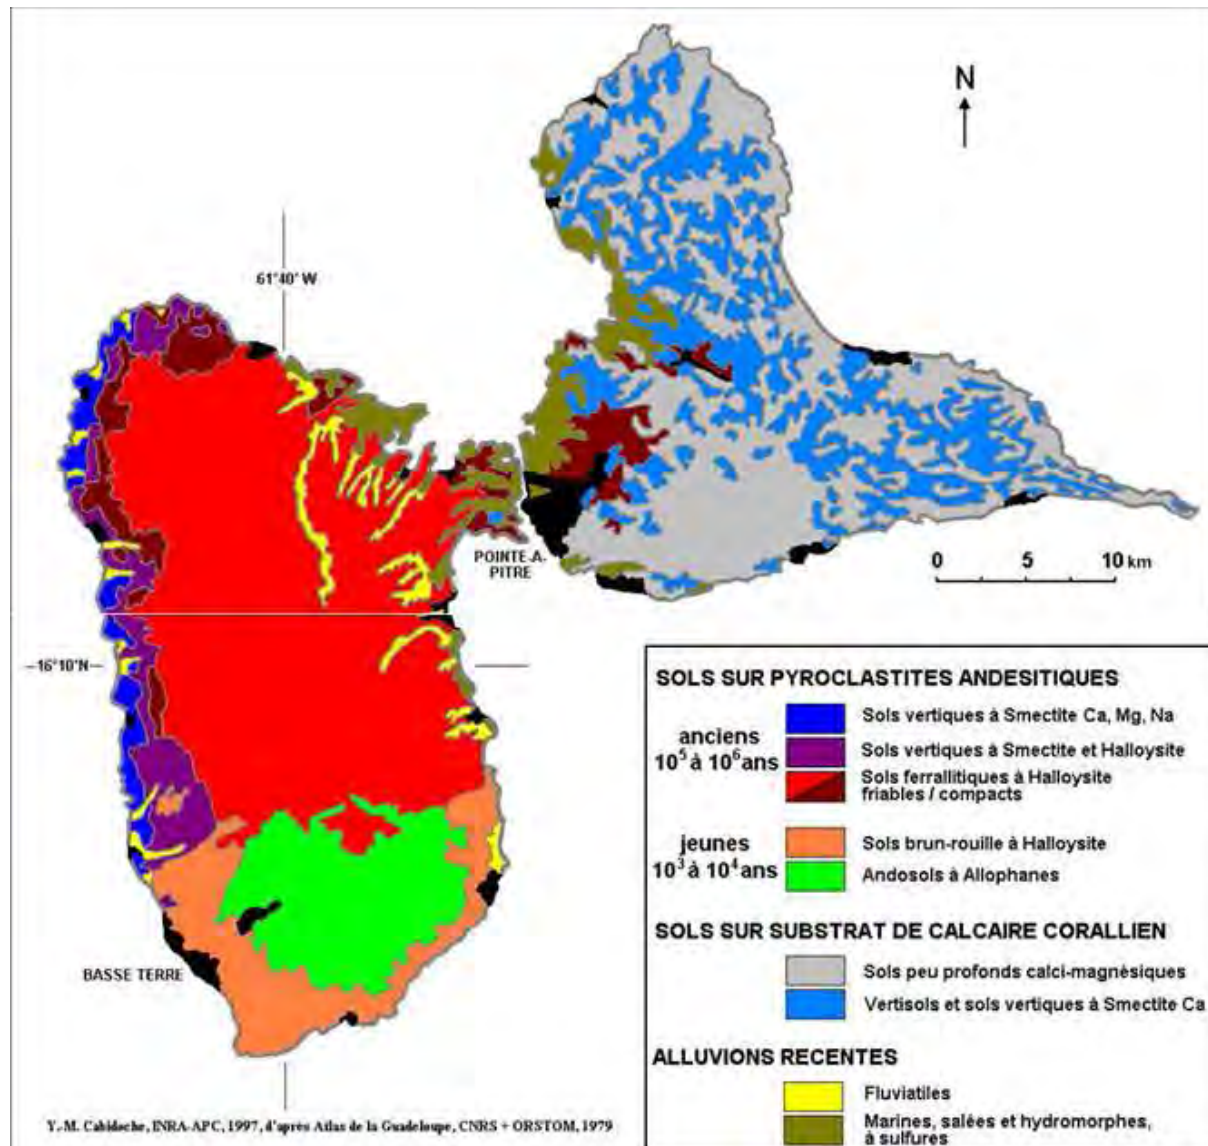 N
61°40' W
POINTE-A-
PITRE
0 5 10 km
16°10'N
BASSE TERRE
SOLS SUR PYROCLASTITES ANDESITIQUES
anciens
10⁵ à 10⁶ ans
Sols vertiques à Smectite Ca, Mg, Na
Sols vertiques à Smectite et Halloysite
Sols ferrallitiques à Halloysite
friables / compacts
jeunes
10³ à 10⁴ ans
Sols brun-rouille à Halloysite
Andosols à Allophanes
SOLS SUR SUBSTRAT DE CALCAIRE CORALLIEN
Sols peu profonds calci-magnésiques
Vertisols et sols vertiques à Smectite Ca
ALLUVIONS RECENTES
Fluviatiles
Marines, salées et hydromorphes,
à sulfures
Y.-M. Cabidoche, INRA-APC, 1997, d'après Atlas de la Guadeloupe, CNRS + ORSTOM, 1979